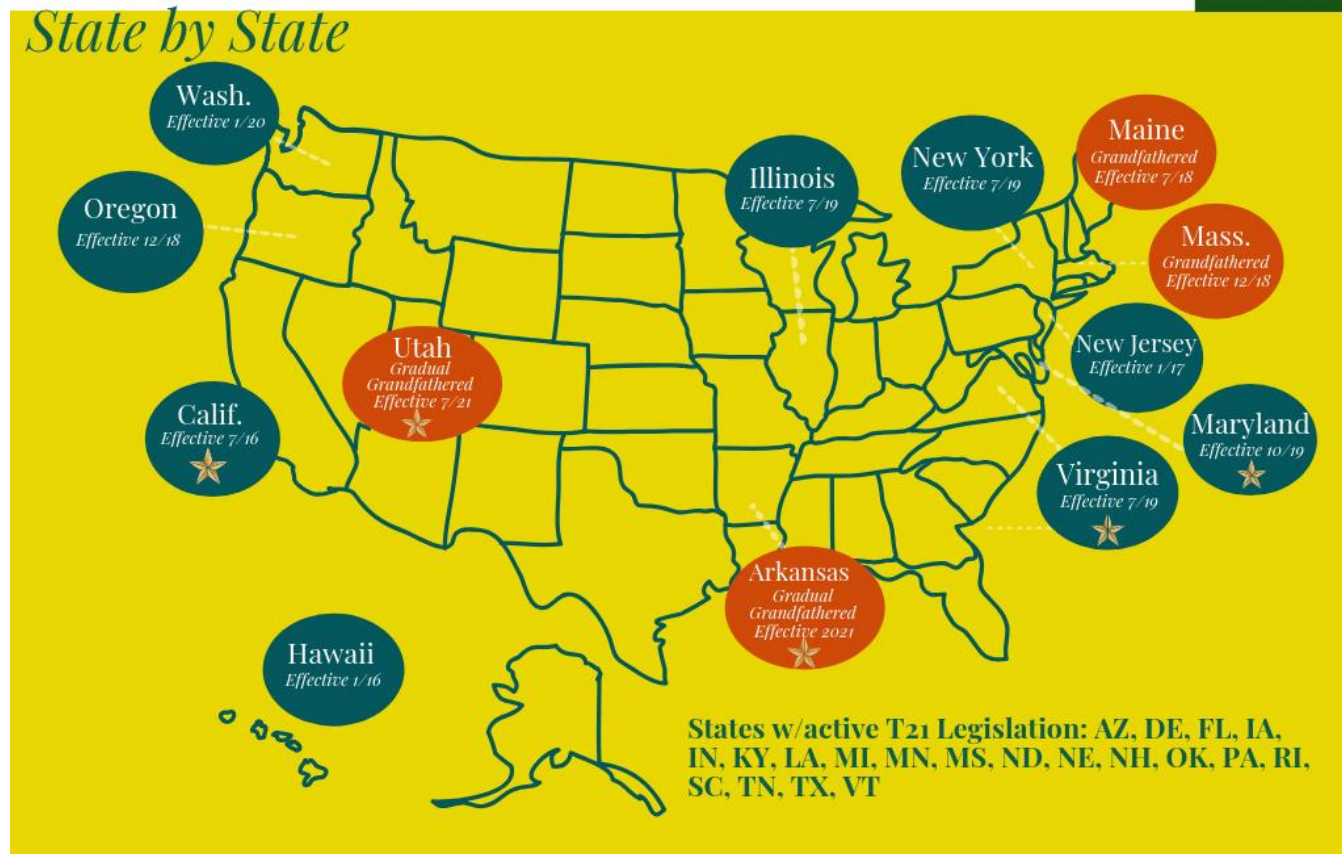 State by State
Wash.
Effective 1/20
Oregon
Effective 12/18
Calif.
Effective 7/16
Utah
Gradual
Grandfathered
Effective 7/21
Hawaii
Effective 1/16
Illinois
Effective 7/19
New York
Effective 7/19
Maine
Grandfathered
Effective 7/18
Mass.
Grandfathered
Effective 12/18
New Jersey
Effective 1/17
Maryland
Effective 10/19
Virginia
Effective 7/19
Arkansas
Gradual
Grandfathered
Effective 2021
States w/active T21 Legislation: AZ, DE, FL, IA,
IN, KY, LA, MI, MN, MS, ND, NE, NH, OK, PA, RI,
SC, TN, TX, VT